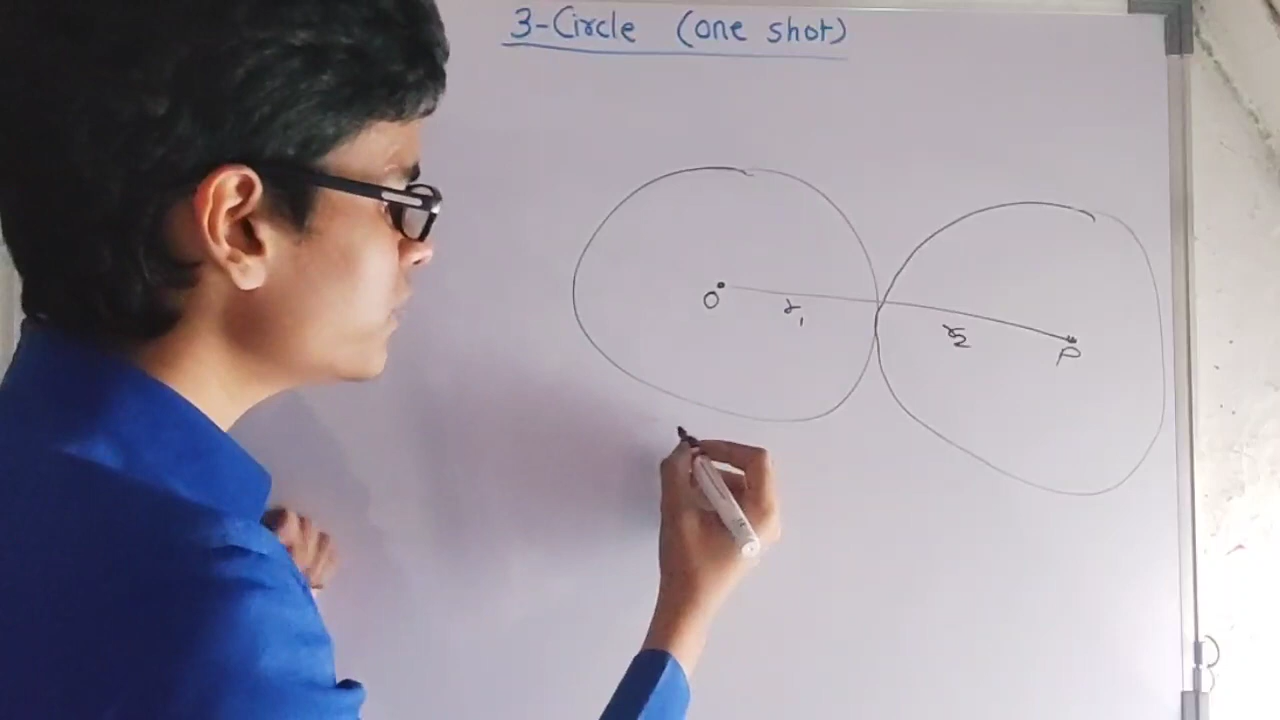 3-Circle (one shot)
O
r₁
r₂
P